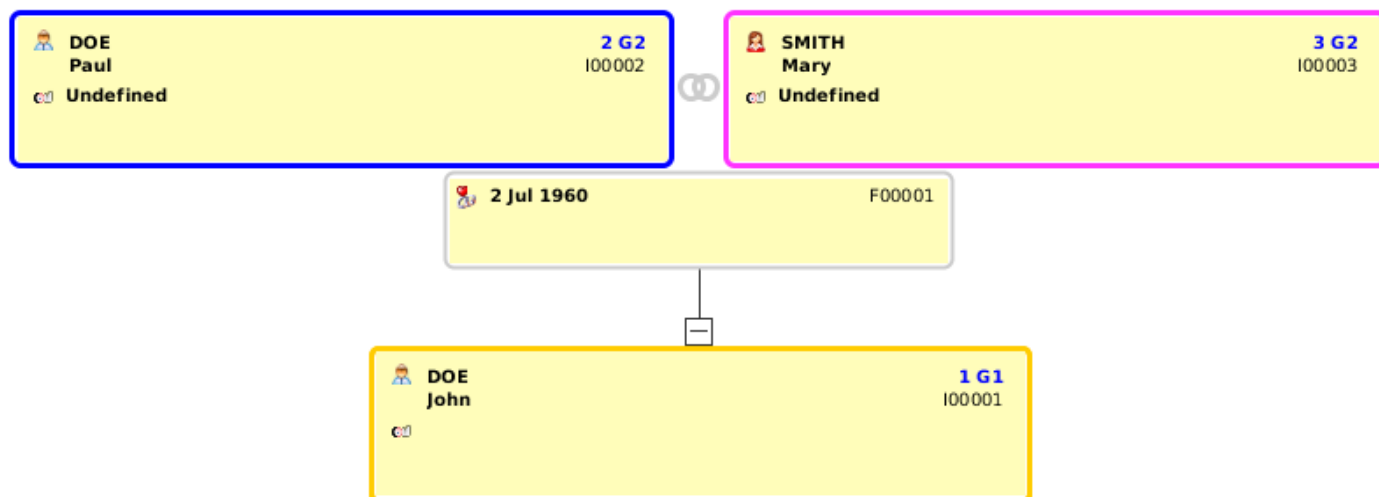 DOE 2 G2
Paul I00002
Undefined
SMITH 3 G2
Mary I00003
Undefined
2 Jul 1960 F00001
DOE 1 G1
John I00001